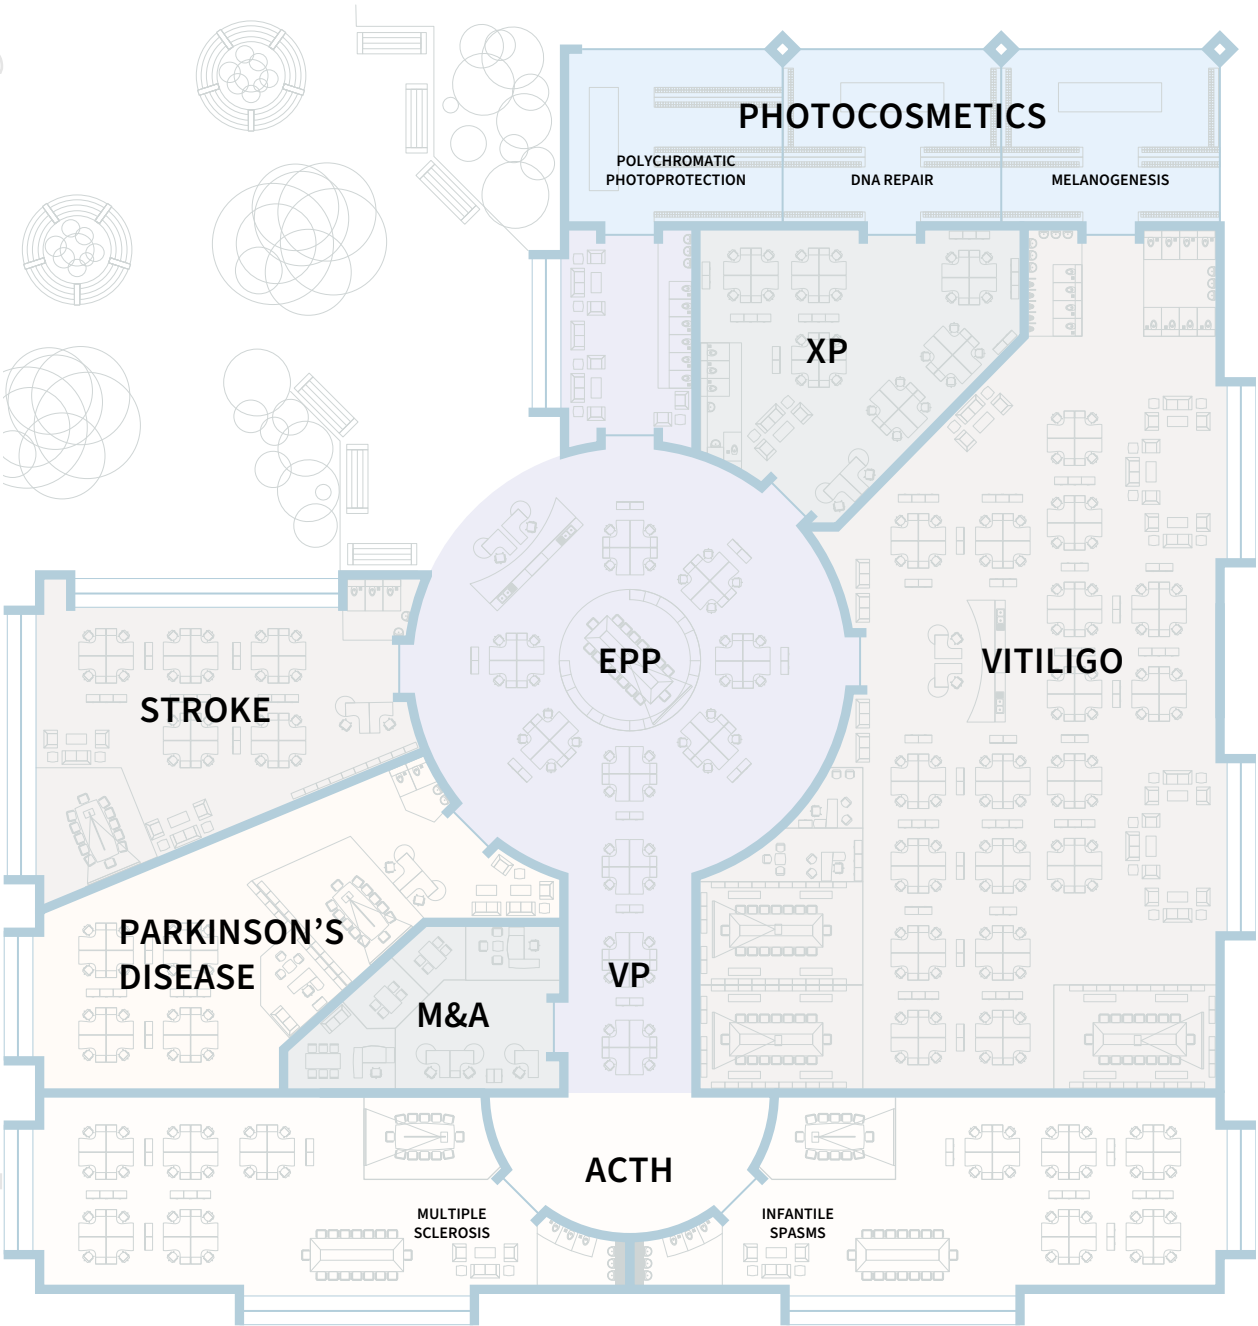 PHOTOCOSMETICS
POLYCHROMATIC
PHOTOPROTECTION
DNA REPAIR
MELANOGENESIS
XP
EPP
VITILIGO
STROKE
PARKINSON’S
DISEASE
VP
M&A
ACTH
MULTIPLE
SCLEROSIS
INFANTILE
SPASMS